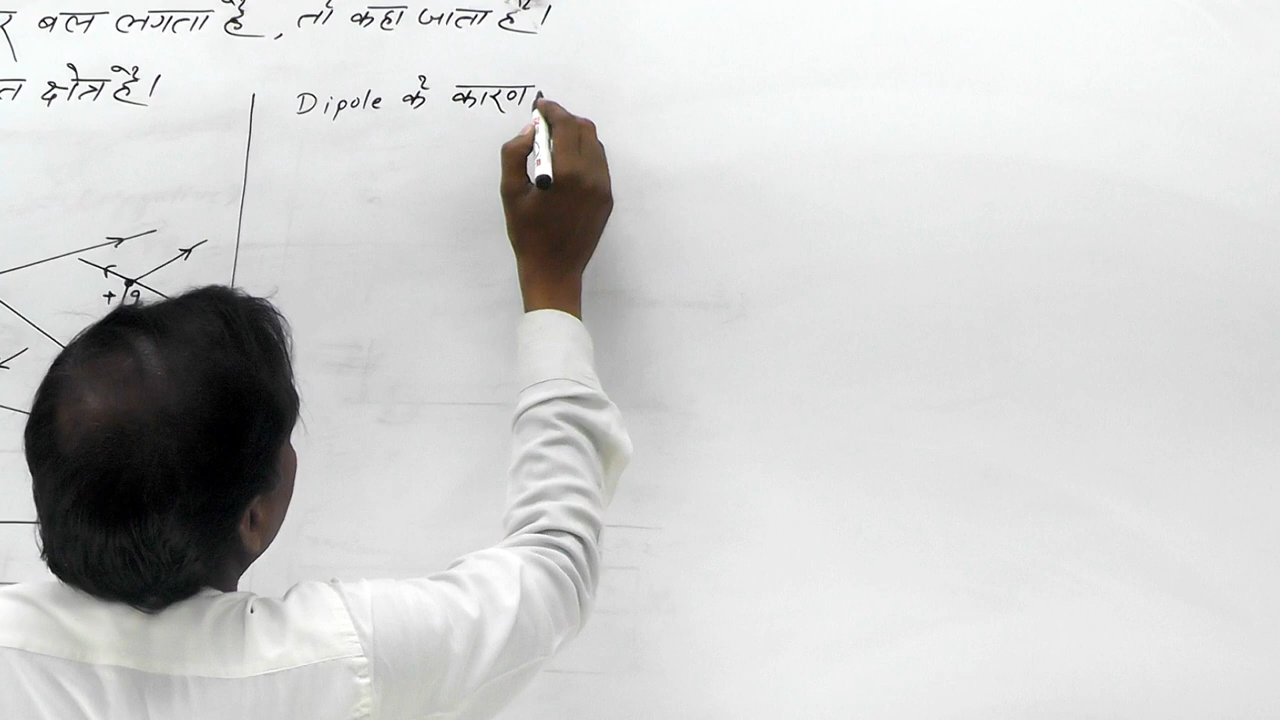 बल लगता है, तो कहा जाता है।
त क्षेत्र है।
Dipole के कारण
+q